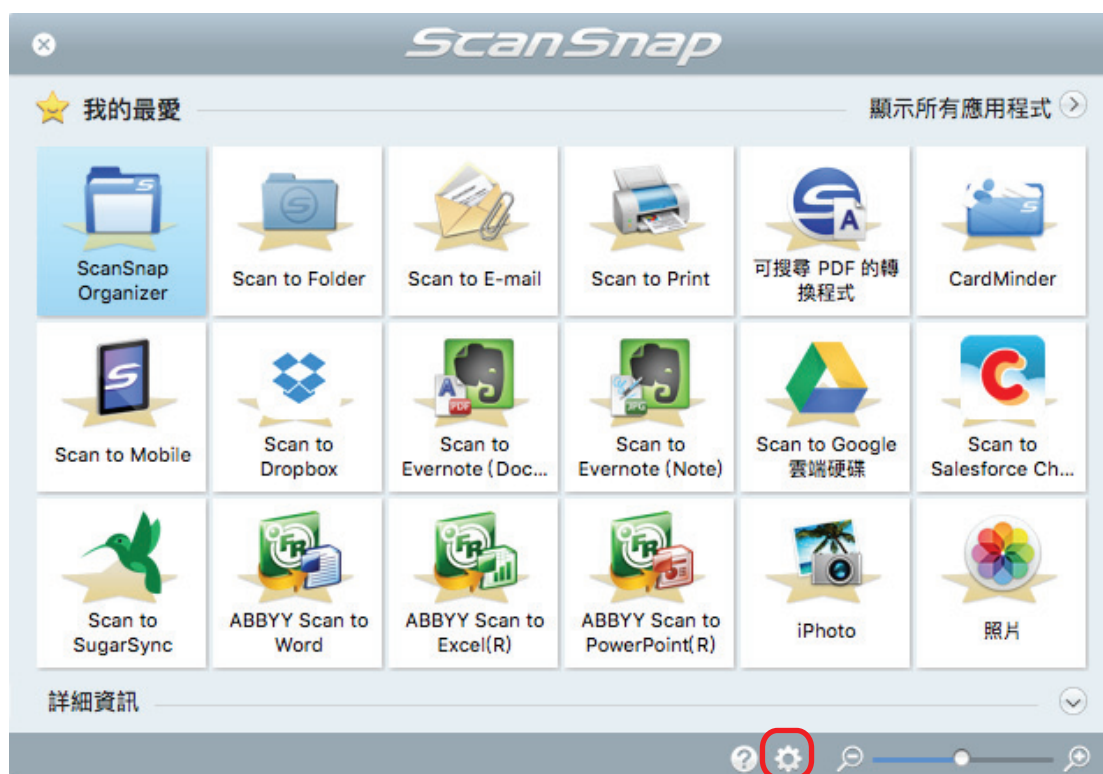 ScanSnap
我的最愛
顯示所有應用程式
ScanSnap
Organizer
Scan to Folder
Scan to E-mail
Scan to Print
可搜尋 PDF 的轉
換程式
CardMinder
Scan to Mobile
Scan to
Dropbox
Scan to
Evernote (Doc...
Scan to
Evernote (Note)
Scan to Google
雲端硬碟
Scan to
Salesforce Ch...
Scan to
SugarSync
ABBYY Scan to
Word
ABBYY Scan to
Excel(R)
ABBYY Scan to
PowerPoint(R)
iPhoto
照片
詳細資訊